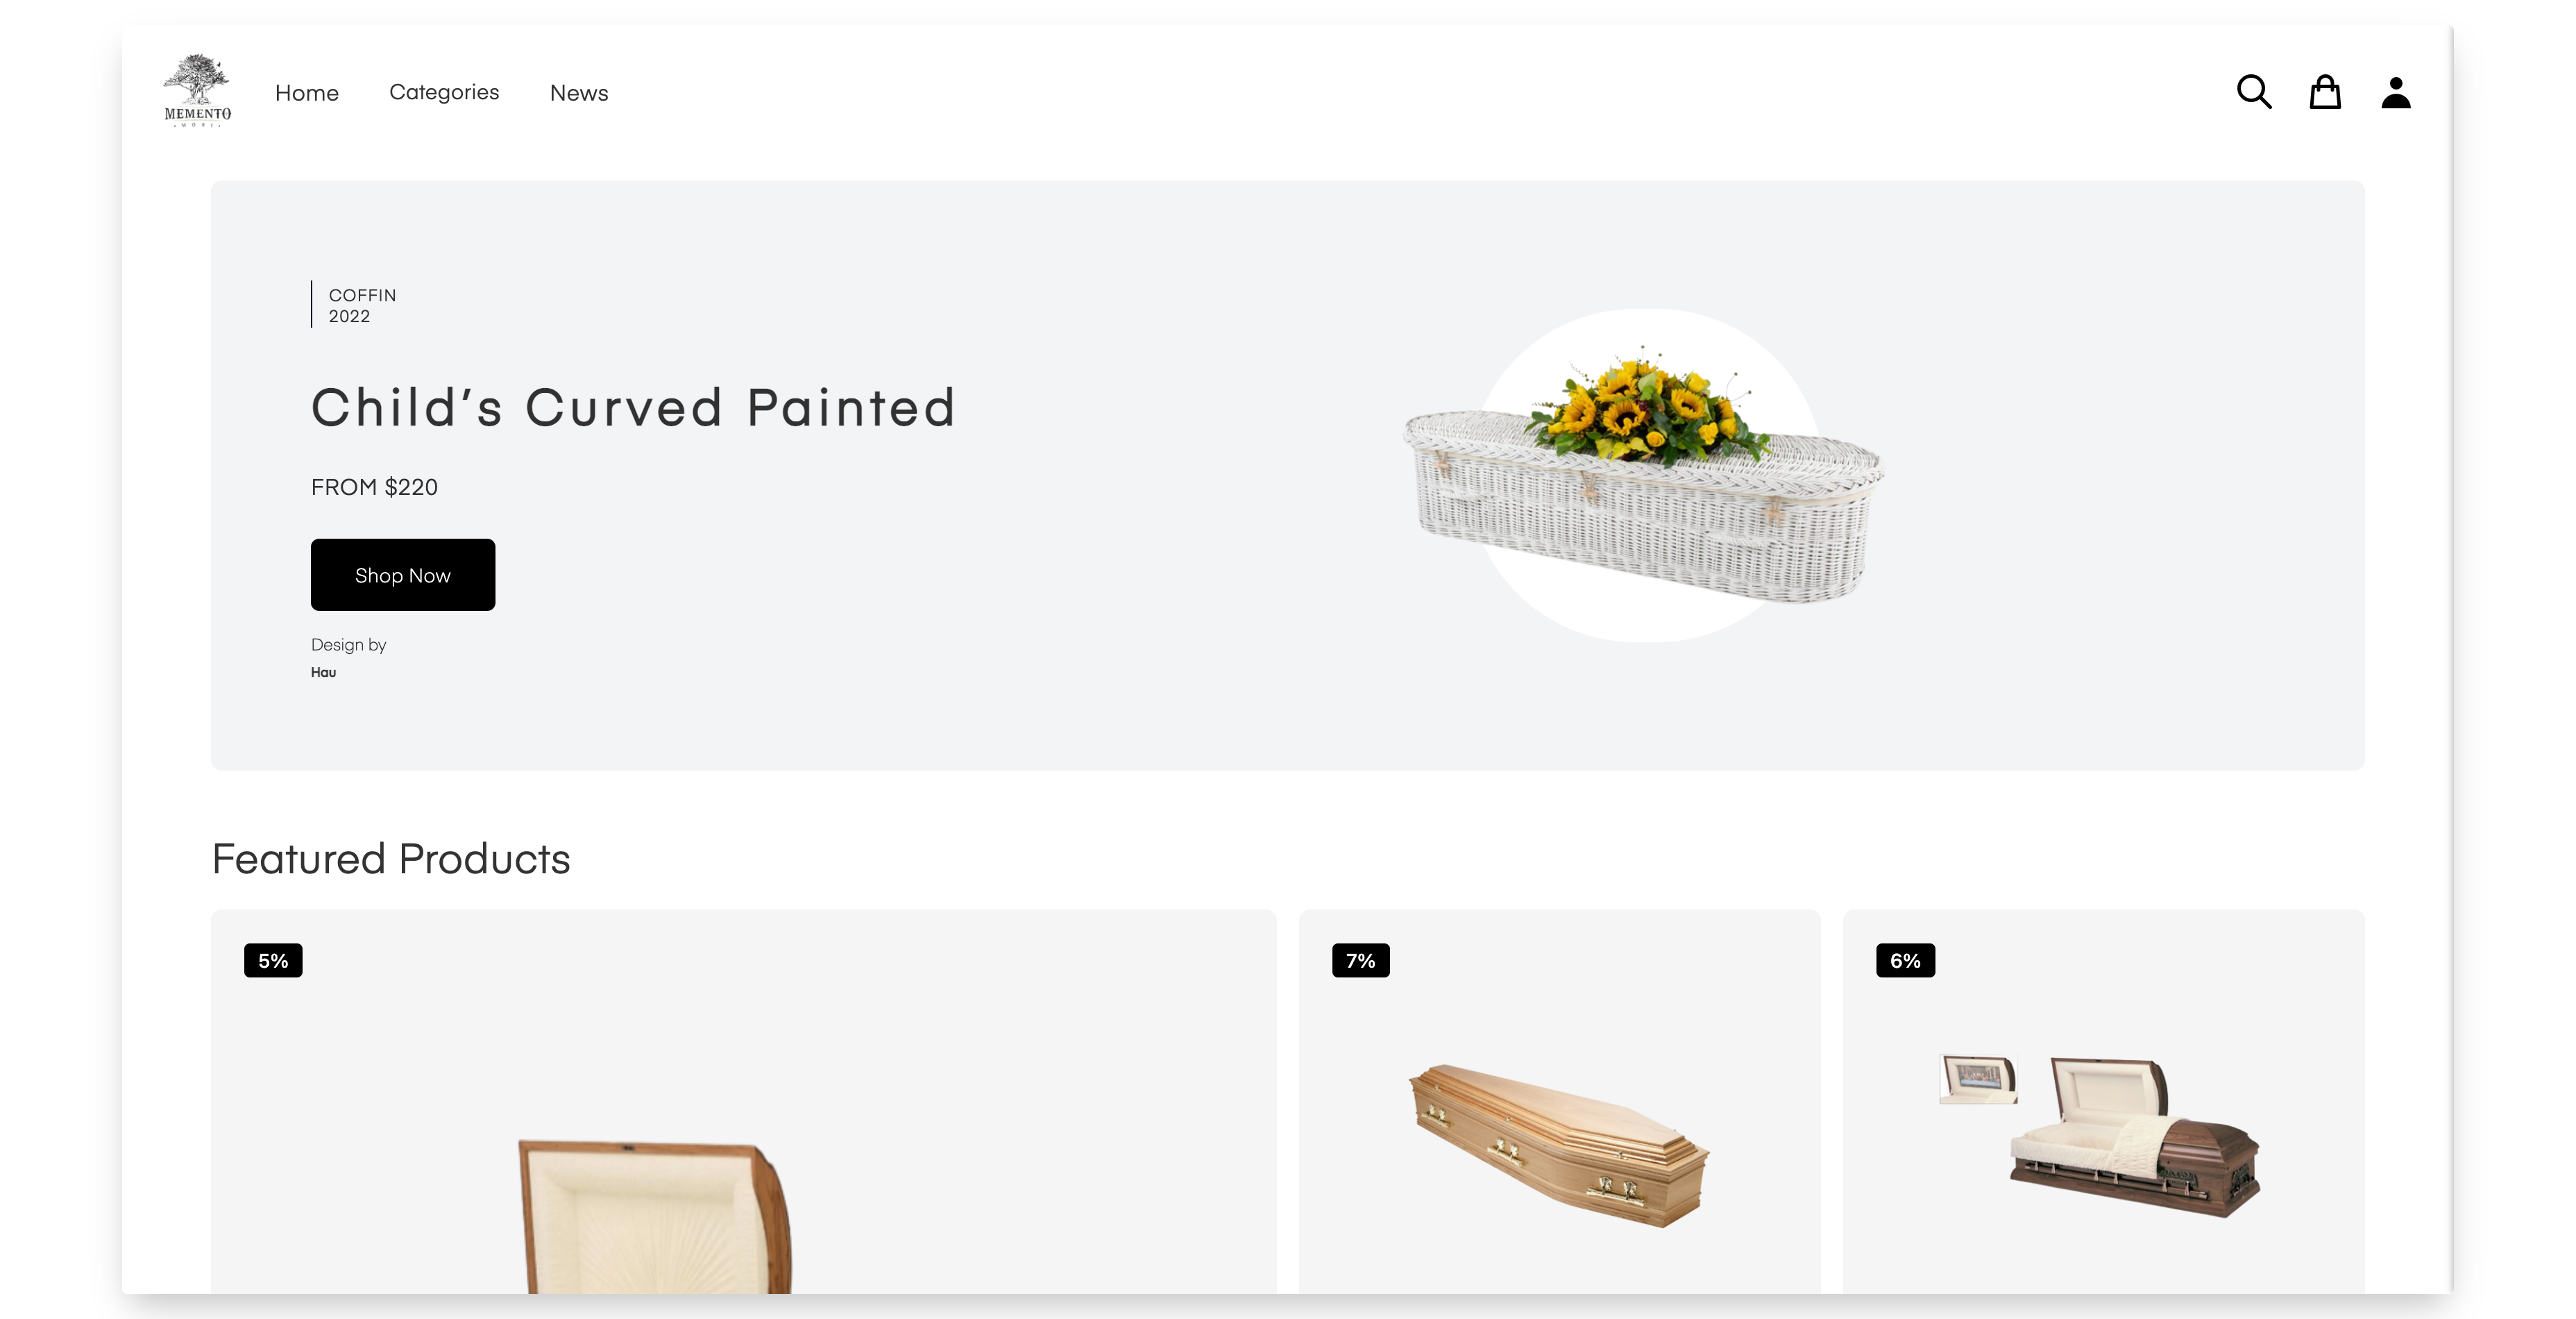 MEMENTO
• MORI •
Home
Categories
News
COFFIN
2022
Child's Curved Painted
FROM $220
Shop Now
Design by
Hau
Featured Products
5%
7%
6%